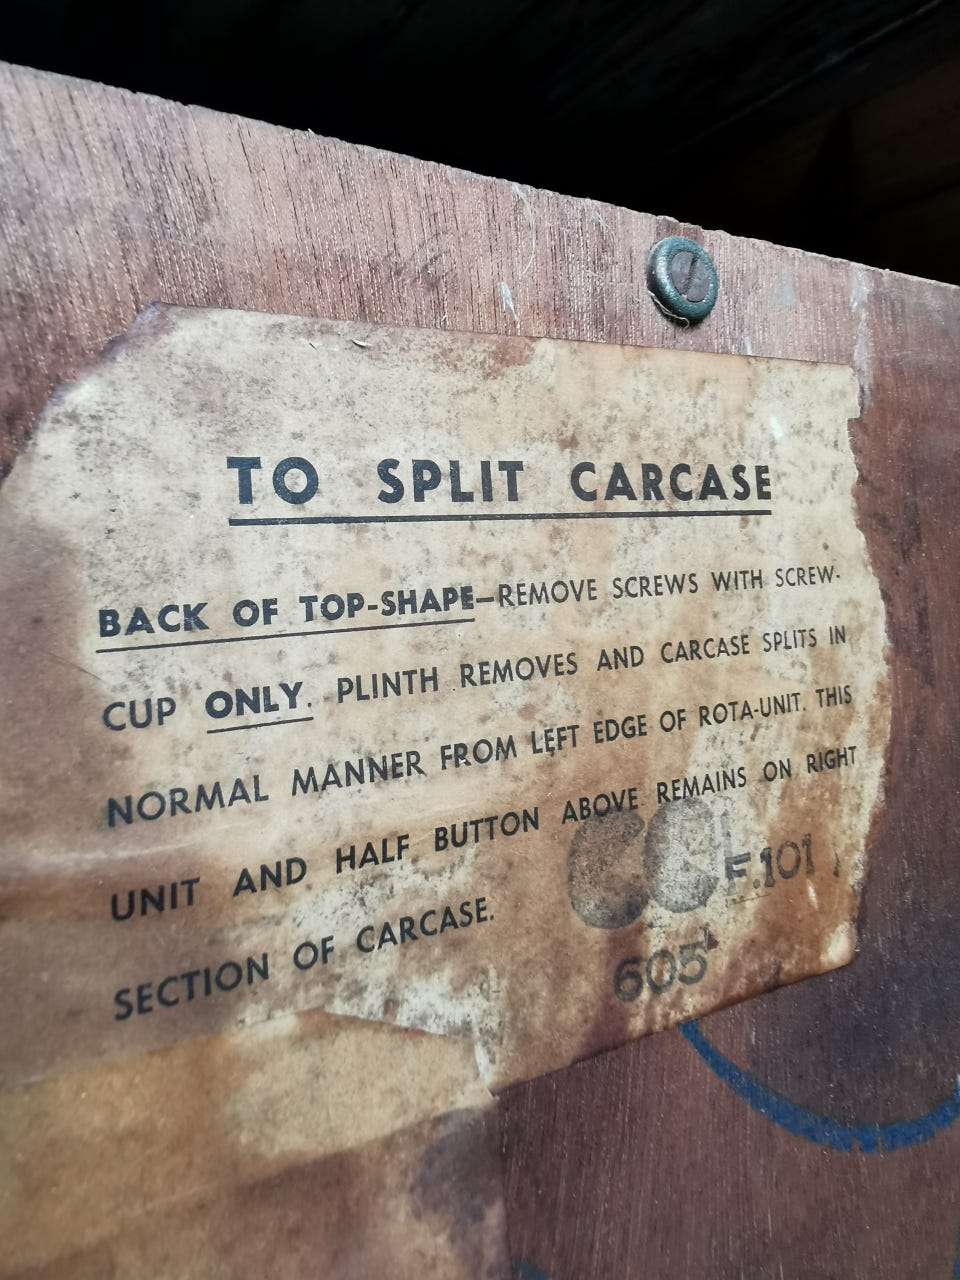 TO SPLIT CARCASE
BACK OF TOP-SHAPE—REMOVE SCREWS WITH SCREW-
CUP ONLY. PLINTH REMOVES AND CARCASE SPLITS IN
NORMAL MANNER FROM LEFT EDGE OF ROTA-UNIT. THIS
UNIT AND HALF BUTTON ABOVE REMAINS ON RIGHT
SECTION OF CARCASE.
F.101
605